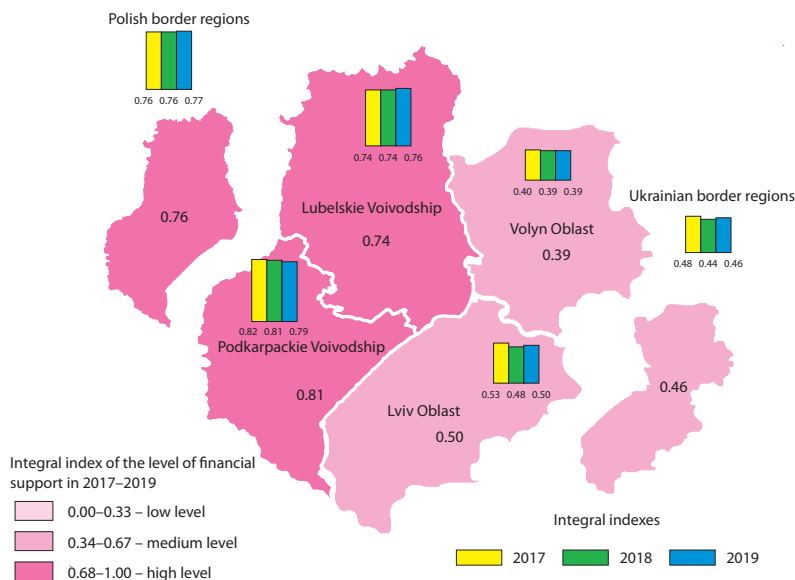 Polish border regions
0.76 0.76 0.77
0.76
0.74 0.74 0.76
Lubelskie Voivodship
0.74
0.40 0.39 0.39
Volyn Oblast
0.39
Ukrainian border regions
0.48 0.44 0.46
0.82 0.81 0.79
Podkarpackie Voivodship
0.81
0.53 0.48 0.50
Lviv Oblast
0.50
0.46
Integral index of the level of financial
support in 2017–2019
0.00–0.33 – low level
0.34–0.67 – medium level
0.68–1.00 – high level
Integral indexes
2017 2018 2019